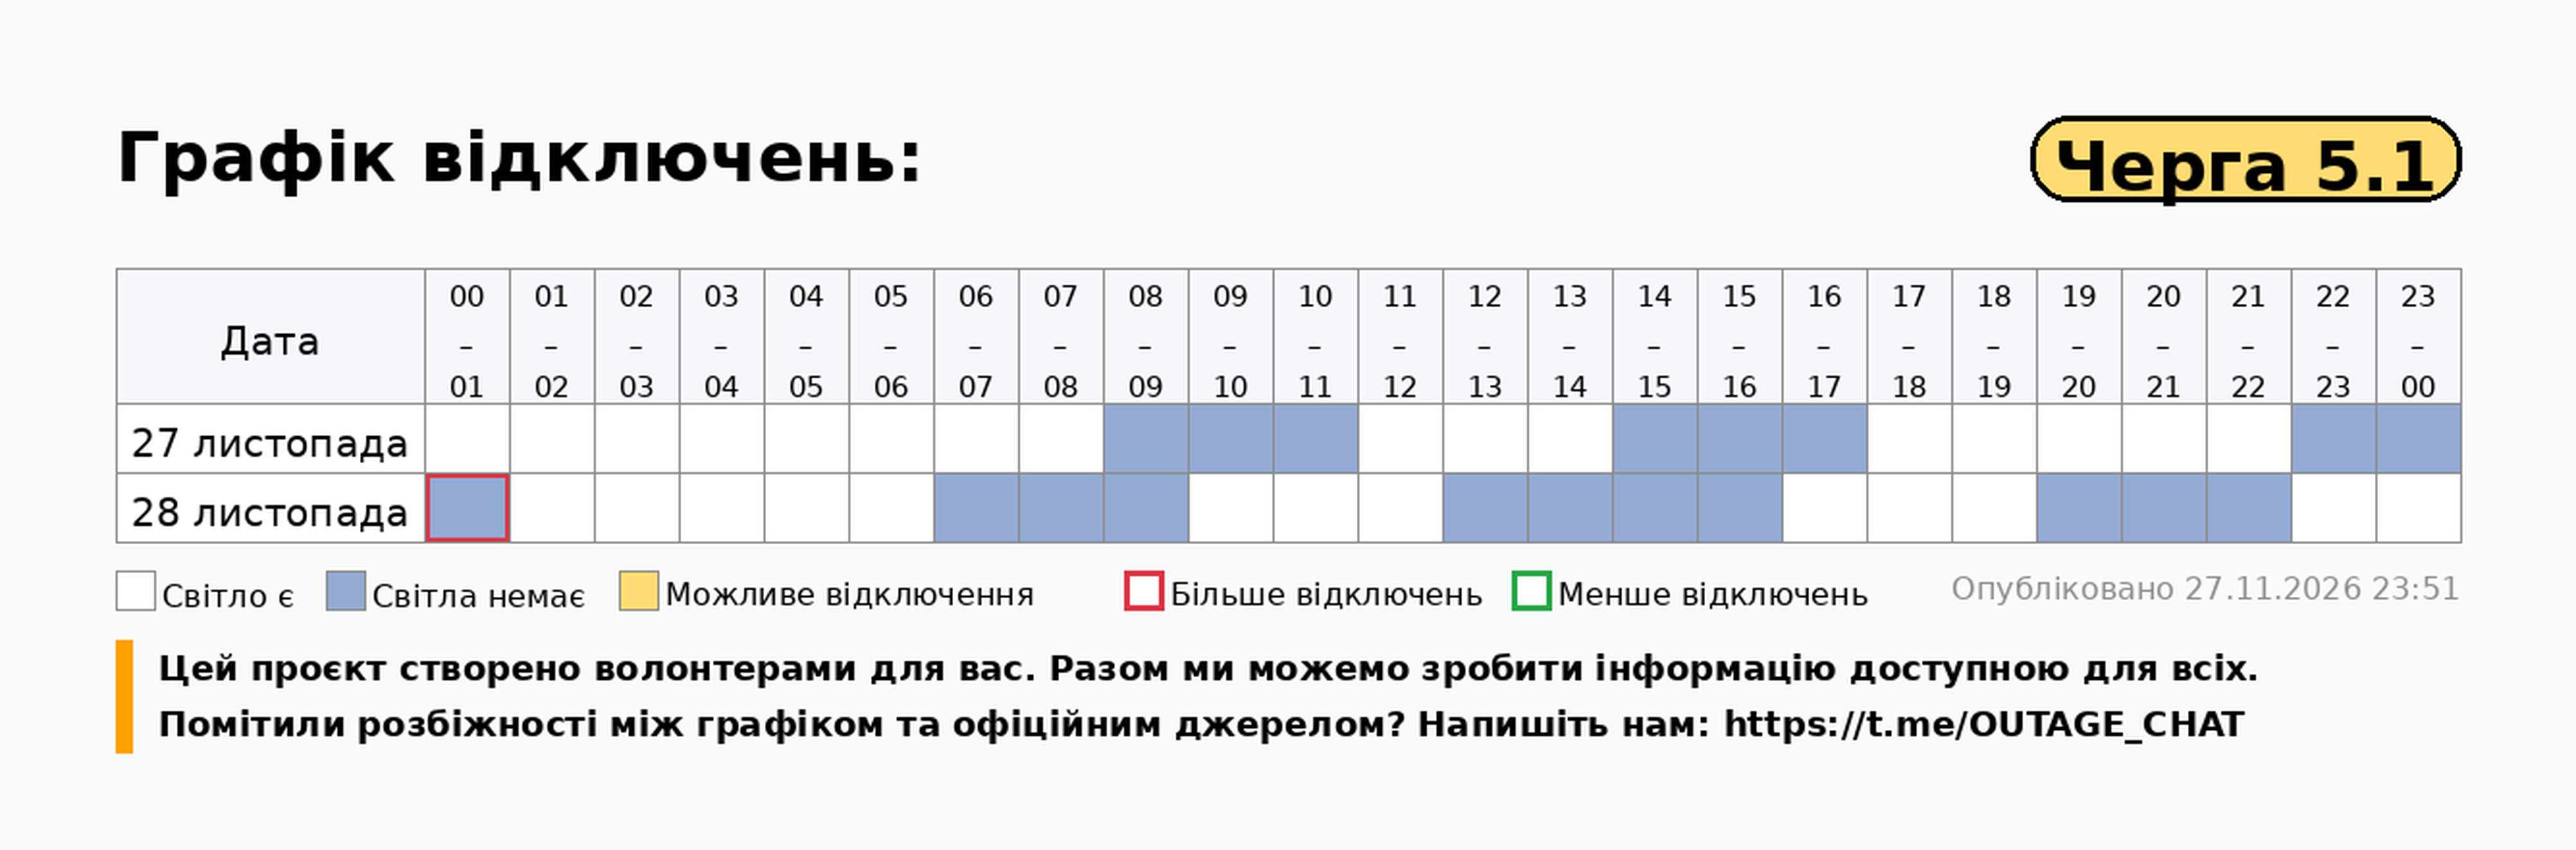 Графік відключень:
Черга 5.1
Дата
00 – 01
01 – 02
02 – 03
03 – 04
04 – 05
05 – 06
06 – 07
07 – 08
08 – 09
09 – 10
10 – 11
11 – 12
12 – 13
13 – 14
14 – 15
15 – 16
16 – 17
17 – 18
18 – 19
19 – 20
20 – 21
21 – 22
22 – 23
23 – 00
27 листопада
28 листопада
Світло є
Світла немає
Можливе відключення
Більше відключень
Менше відключень
Опубліковано 27.11.2026 23:51
Цей проєкт створено волонтерами для вас. Разом ми можемо зробити інформацію доступною для всіх.
Помітили розбіжності між графіком та офіційним джерелом? Напишіть нам: https://t.me/OUTAGE_CHAT